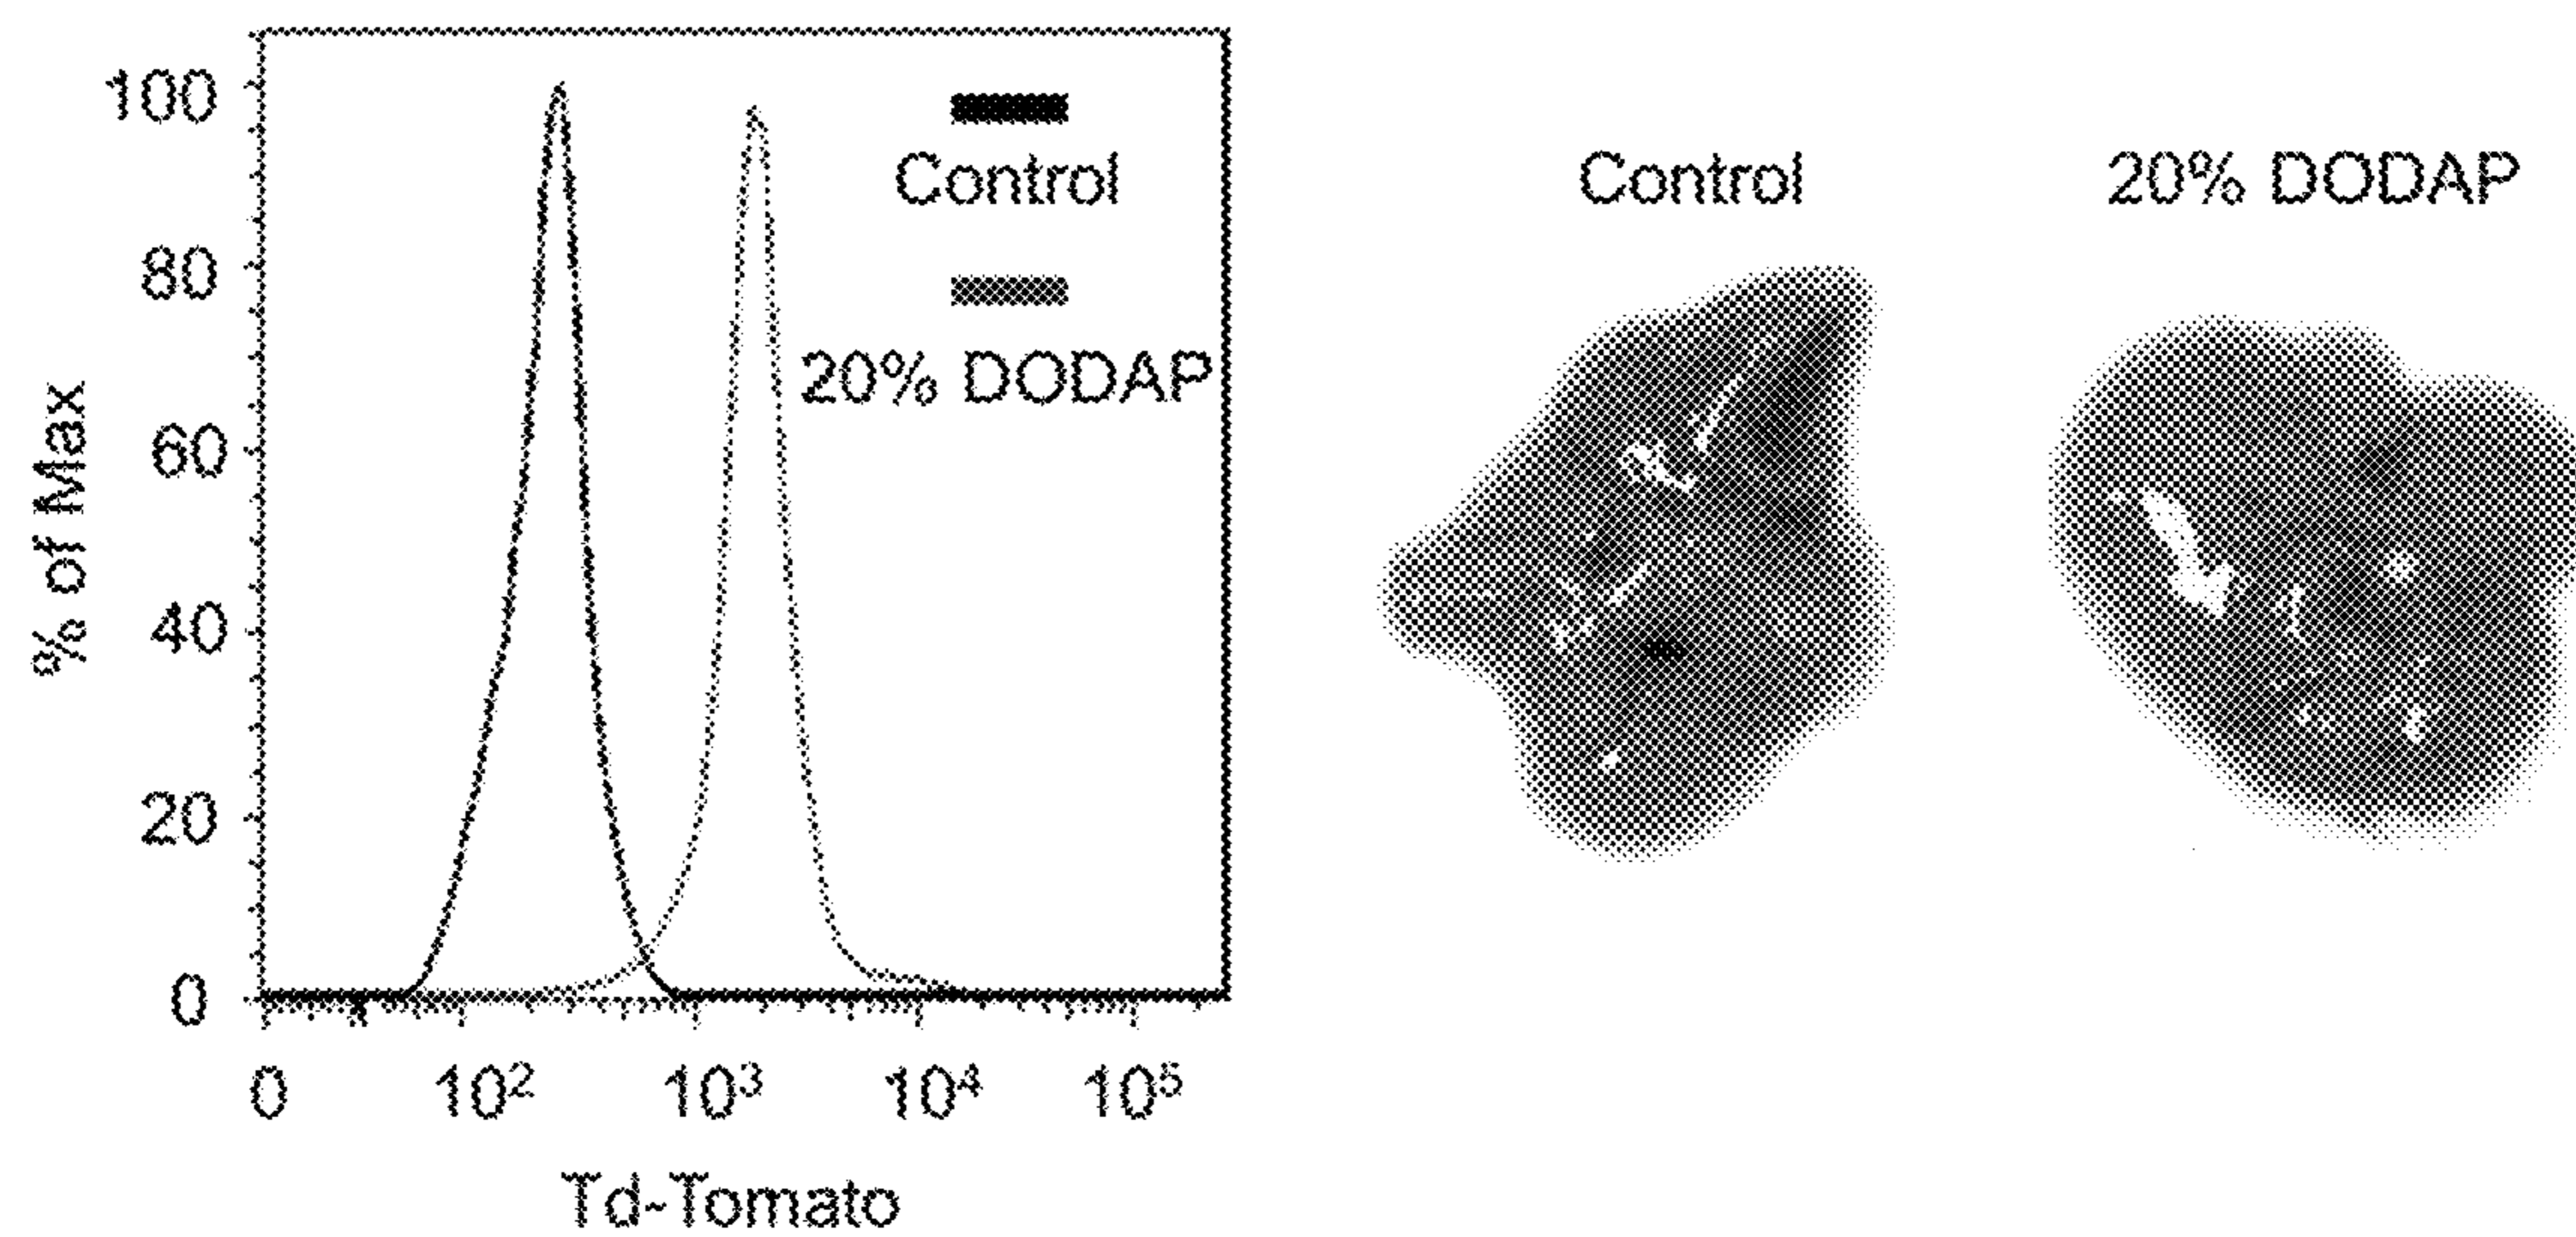 % of Max
100
80
60
40
20
0
0 10² 10³ 10⁴ 10⁵
Td-Tomato
Control
20% DODAP
Control
20% DODAP